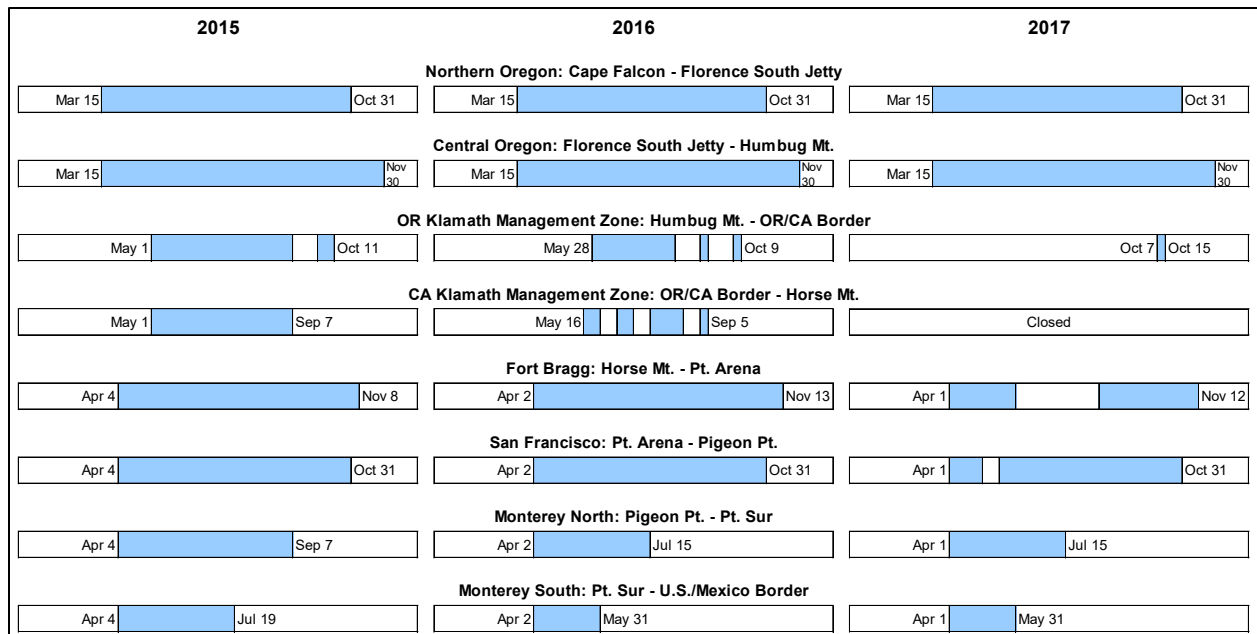 2015 2016 2017
Northern Oregon: Cape Falcon - Florence South Jetty
Mar 15 Oct 31 Mar 15 Oct 31 Mar 15 Oct 31
Central Oregon: Florence South Jetty - Humbug Mt.
Mar 15 Nov 30 Mar 15 Nov 30 Mar 15 Nov 30
OR Klamath Management Zone: Humbug Mt. - OR/CA Border
May 1 Oct 11 May 28 Oct 9 Oct 7 Oct 15
CA Klamath Management Zone: OR/CA Border - Horse Mt.
May 1 Sep 7 May 16 Sep 5 Closed
Fort Bragg: Horse Mt. - Pt. Arena
Apr 4 Nov 8 Apr 2 Nov 13 Apr 1 Nov 12
San Francisco: Pt. Arena - Pigeon Pt.
Apr 4 Oct 31 Apr 2 Oct 31 Apr 1 Oct 31
Monterey North: Pigeon Pt. - Pt. Sur
Apr 4 Sep 7 Apr 2 Jul 15 Apr 1 Jul 15
Monterey South: Pt. Sur - U.S./Mexico Border
Apr 4 Jul 19 Apr 2 May 31 Apr 1 May 31